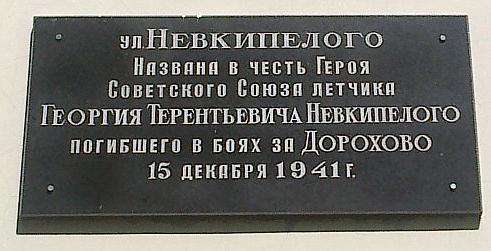 ул. Невкипелого
Названа в честь Героя
Советского Союза летчика
Георгия Терентьевича Невкипелого
погибшего в боях за Дорохово
15 декабря 1941 г.